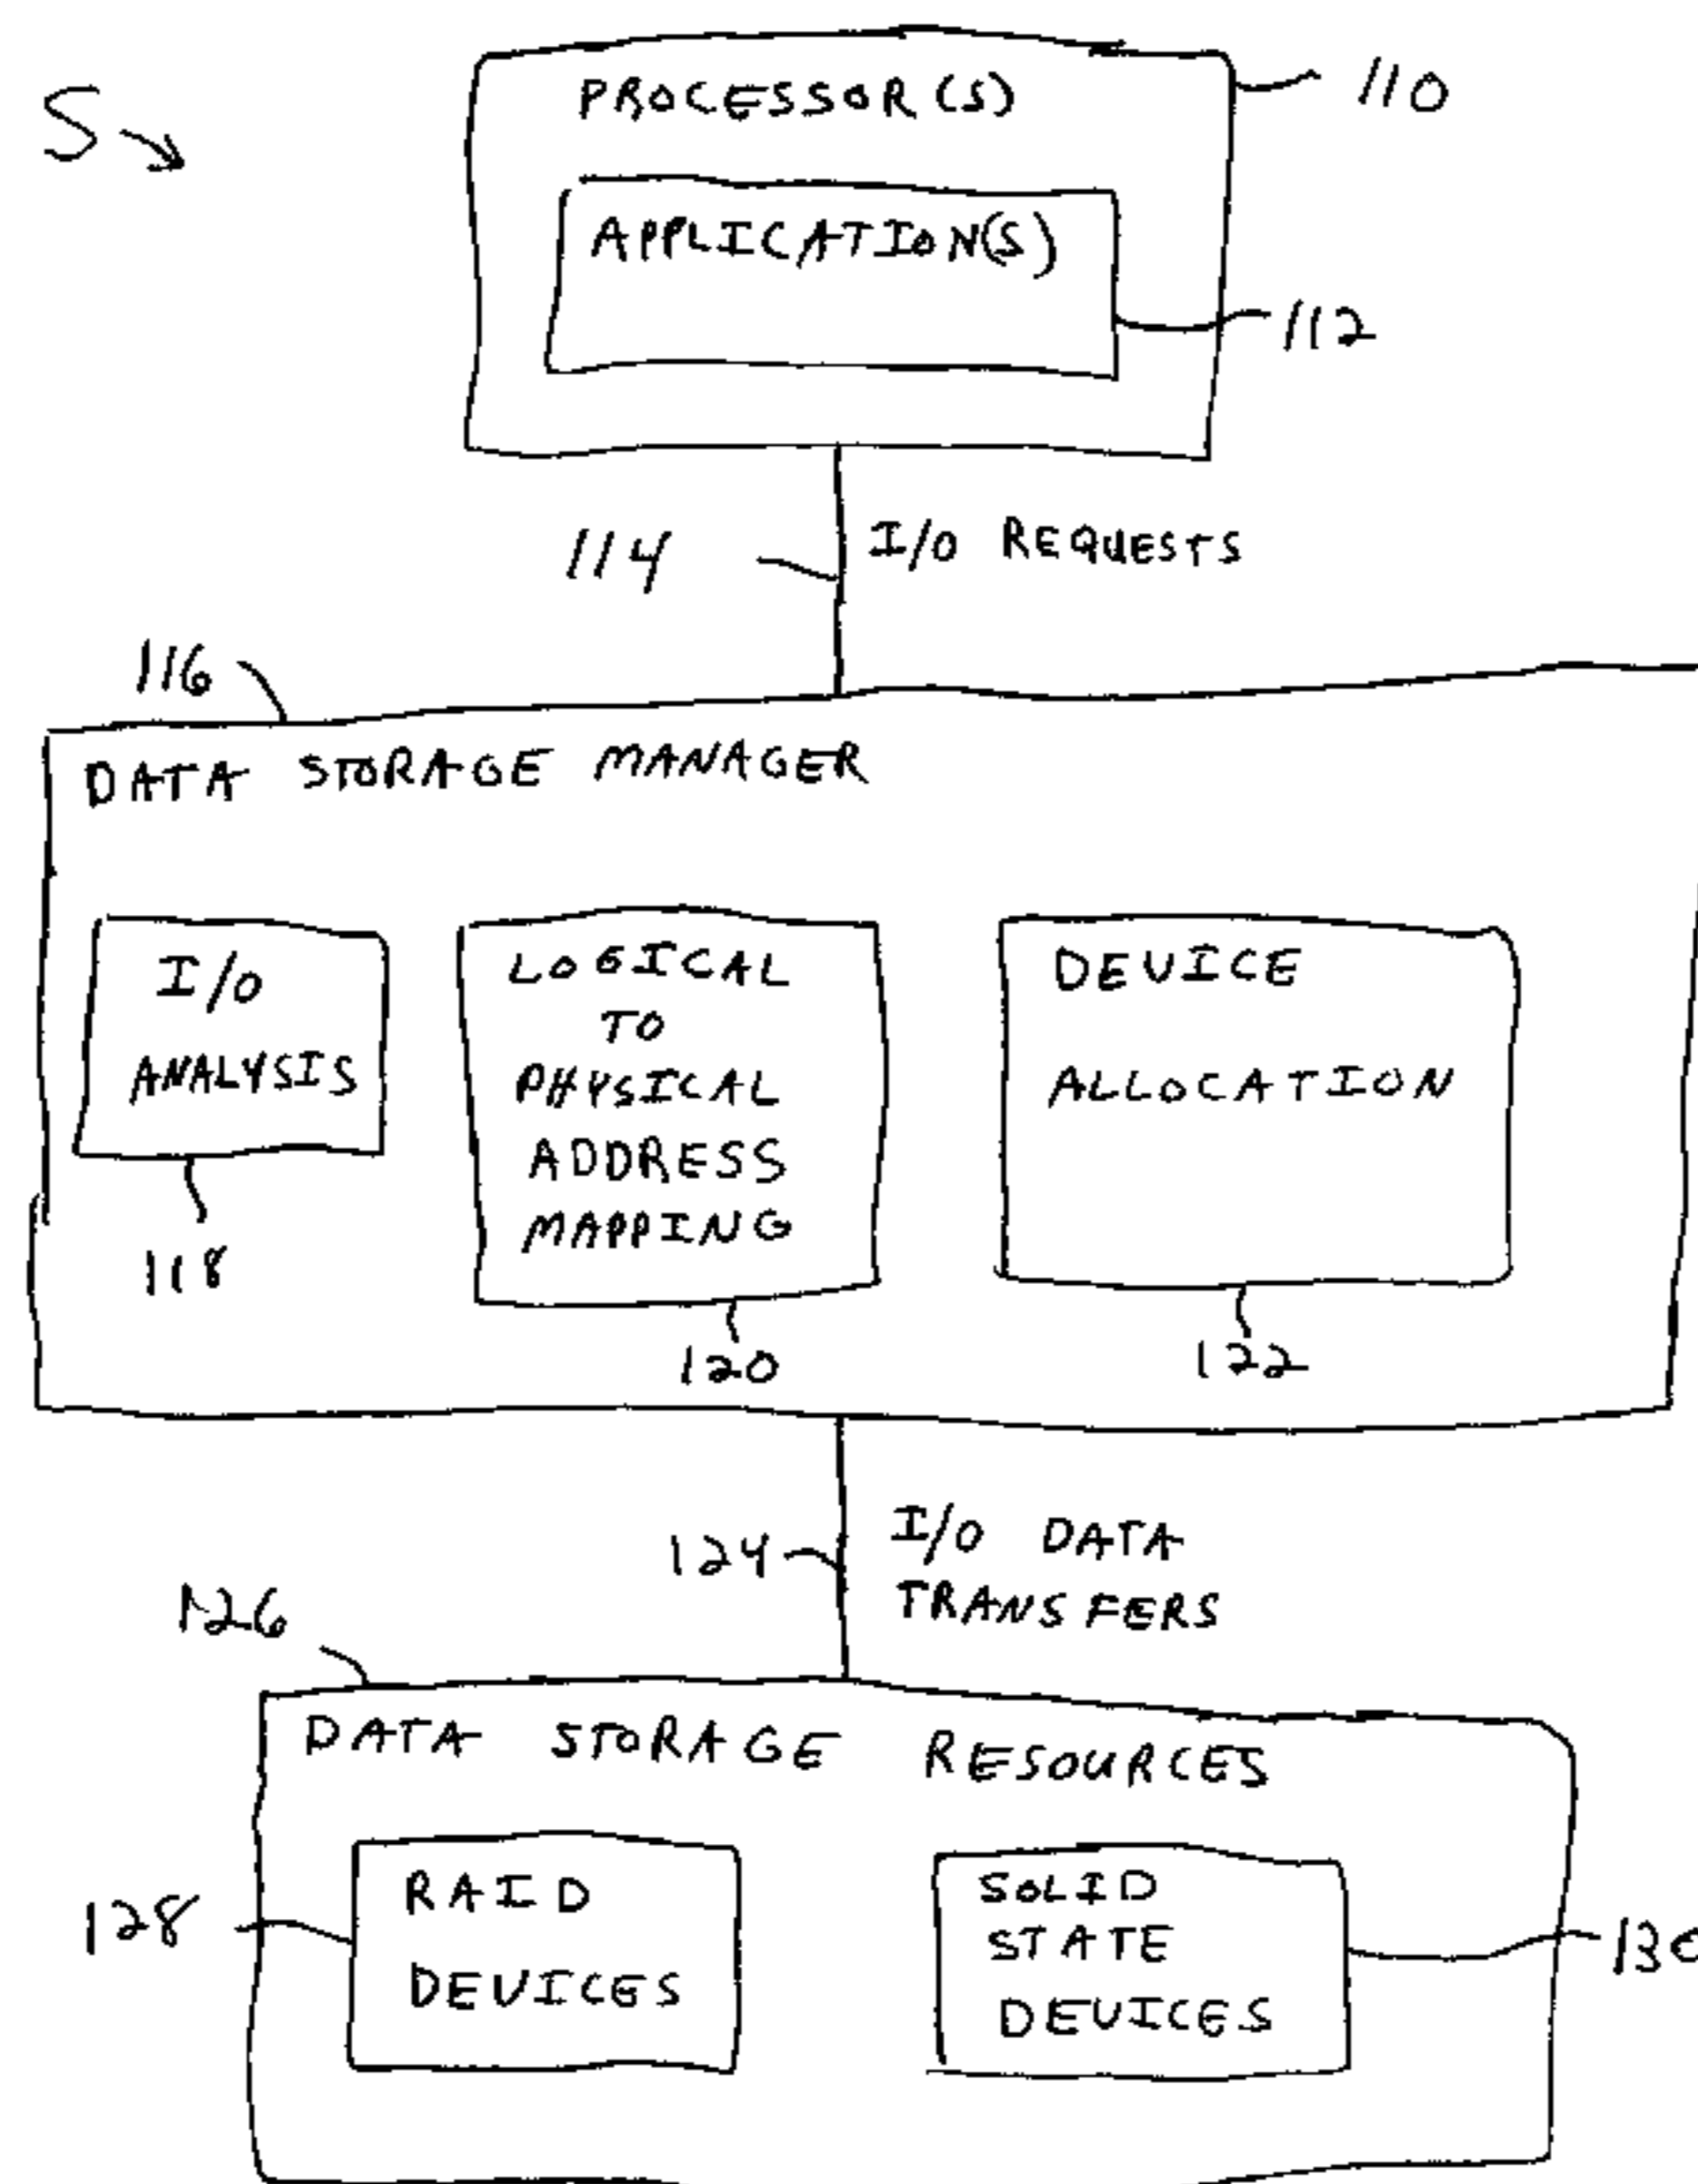 S
PROCESSOR(S)
110
APPLICATION(S)
112
114
I/O REQUESTS
116
DATA STORAGE MANAGER
I/O
ANALYSIS
118
LOGICAL
TO
PHYSICAL
ADDRESS
MAPPING
120
DEVICE
ALLOCATION
122
124
I/O DATA
TRANSFERS
126
DATA STORAGE RESOURCES
RAID
DEVICES
128
SOLID
STATE
DEVICES
130